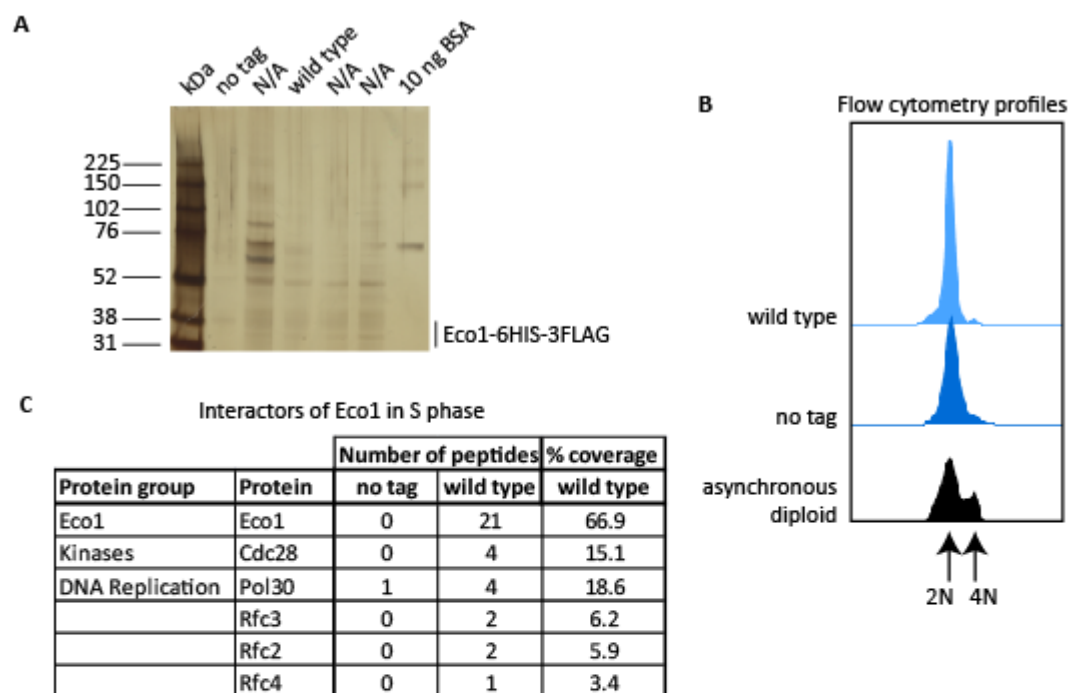 A
kDa
no tag
N/A
wild type
N/A
N/A
10 ng BSA
225
150
102
76
52
38
31
Eco1-6HIS-3FLAG
B
Flow cytometry profiles
wild type
no tag
asynchronous
diploid
2N 4N
C
Interactors of Eco1 in S phase
Number of peptides % coverage
Protein group Protein no tag wild type wild type
Eco1 Eco1 0 21 66.9
Kinases Cdc28 0 4 15.1
DNA Replication Pol30 1 4 18.6
Rfc3 0 2 6.2
Rfc2 0 2 5.9
Rfc4 0 1 3.4